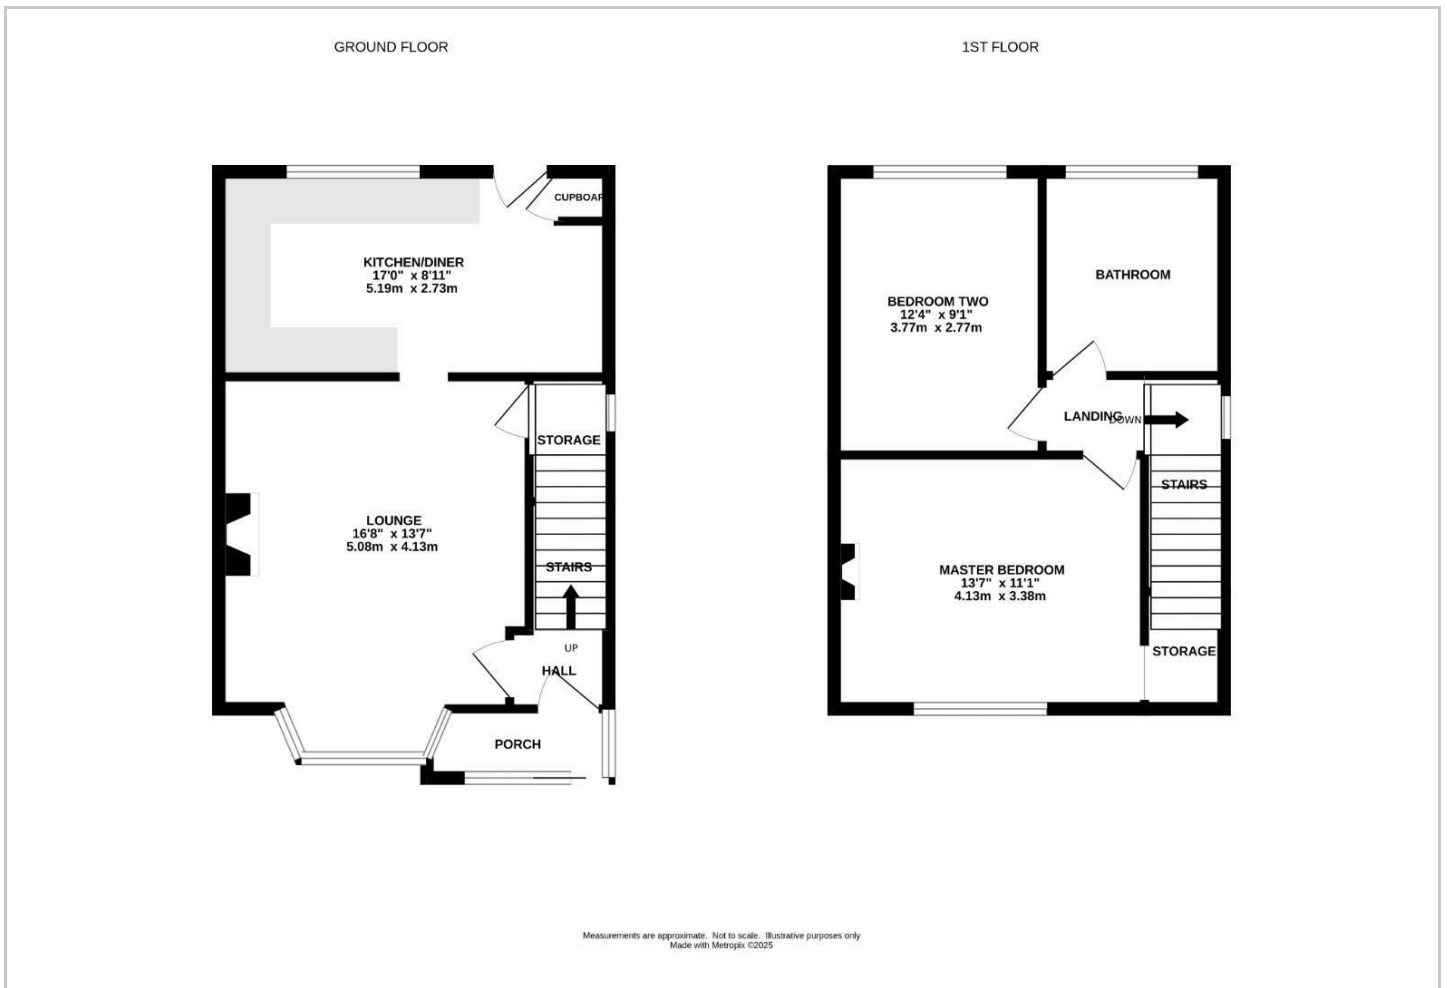 GROUND FLOOR
CUPBOAR
KITCHEN/DINER
17'0" x 8'11"
5.19m x 2.73m
STORAGE
LOUNGE
16'8" x 13'7"
5.08m x 4.13m
STAIRS
UP
HALL
PORCH
1ST FLOOR
BATHROOM
BEDROOM TWO
12'4" x 9'1"
3.77m x 2.77m
LANDING
DOWN
STAIRS
MASTER BEDROOM
13'7" x 11'1"
4.13m x 3.38m
STORAGE
Measurements are approximate. Not to scale. Illustrative purposes only
Made with Metropix ©2025